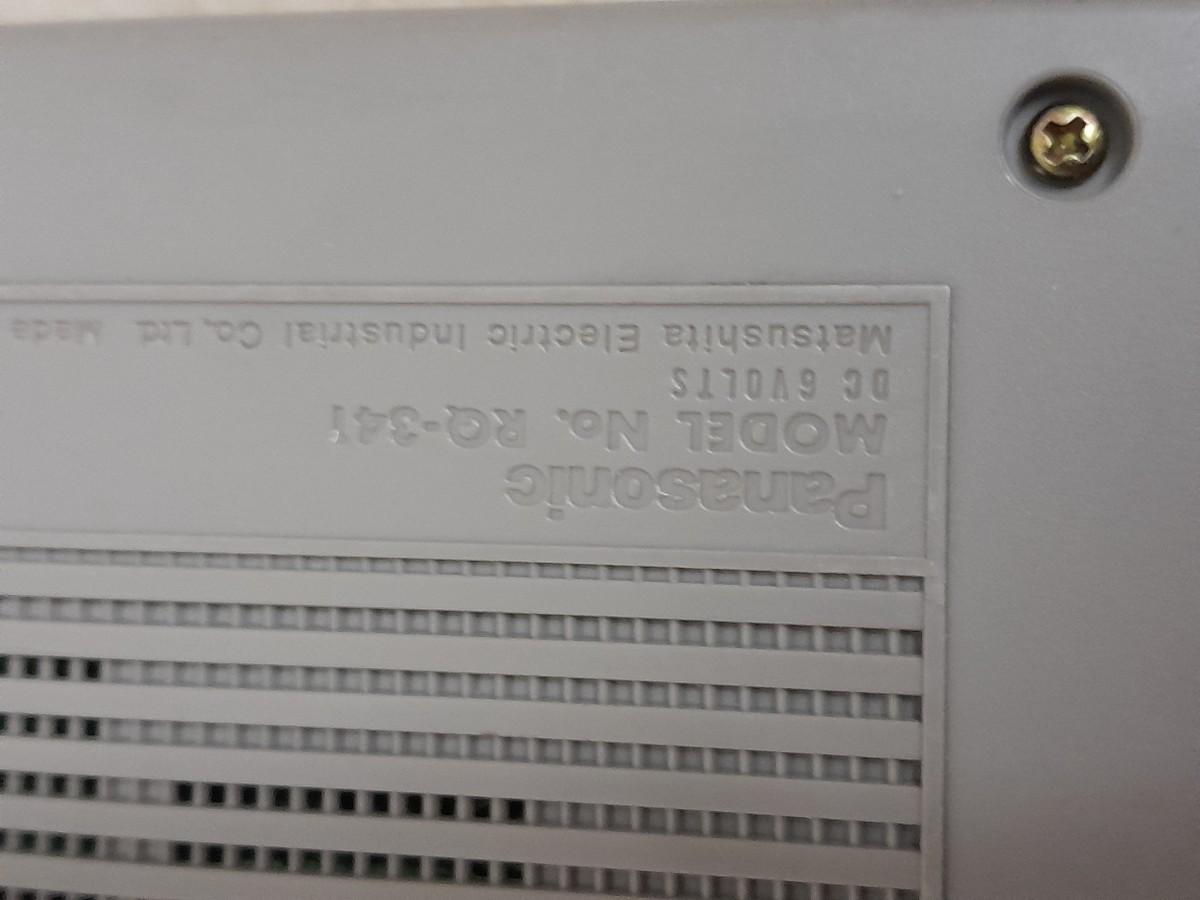 Panasonic
MODEL No. RQ-341
DC 6VOLTS
Matsushita Electric Industrial Co., Ltd. Made